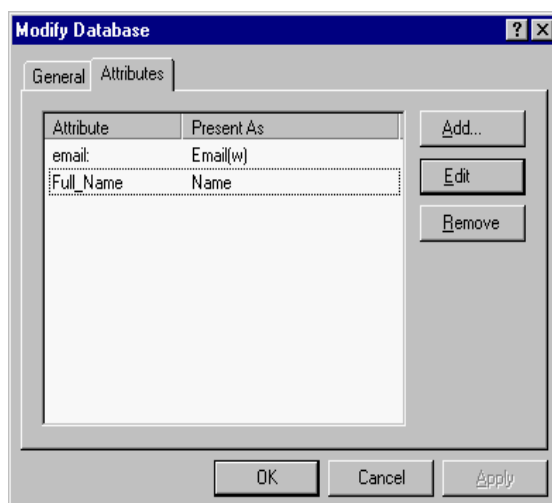 Modify Database
General Attributes
Attribute Present As
email: Email(w)
Full_Name Name
Add...
Edit
Remove
OK Cancel Apply